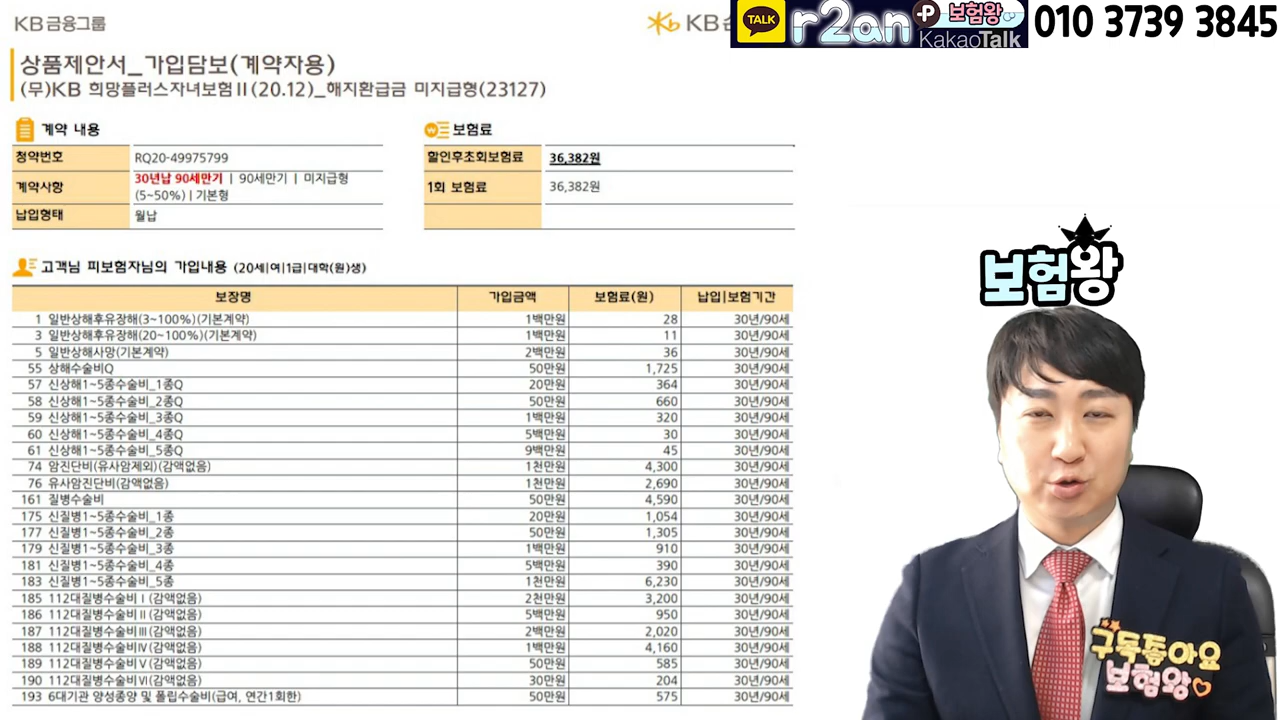 KB금융그룹
KB
TALK
r2an
P 보험왕
KakaoTalk
010 3739 3845
상품제안서_가입담보(계약자용)
(무)KB 희망플러스자녀보험Ⅱ(20.12)_해지환급금 미지급형(23127)
계약 내용
청약번호 RQ20-49975799
계약사항 30년납 90세만기 | 90세만기 | 미지급형
(5~50%) | 기본형
납입형태 월납
보험료
할인후초회보험료 36,382원
1회 보험료 36,382원
고객님 피보험자님의 가입내용 (20세|여|1급|대학(원)생)
보장명 가입금액 보험료(원) 납입|보험기간
1 일반상해후유장해(3~100%)(기본계약) 1백만원 28 30년/90세
3 일반상해후유장해(20~100%)(기본계약) 1백만원 11 30년/90세
5 일반상해사망(기본계약) 2백만원 36 30년/90세
55 상해수술비Q 50만원 1,725 30년/90세
57 신상해1~5종수술비_1종Q 20만원 364 30년/90세
58 신상해1~5종수술비_2종Q 50만원 660 30년/90세
59 신상해1~5종수술비_3종Q 1백만원 320 30년/90세
60 신상해1~5종수술비_4종Q 5백만원 30 30년/90세
61 신상해1~5종수술비_5종Q 9백만원 45 30년/90세
74 암진단비(유사암제외)(감액없음) 1천만원 4,300 30년/90세
76 유사암진단비(감액없음) 1천만원 2,690 30년/90세
161 질병수술비 50만원 4,590 30년/90세
175 신질병1~5종수술비_1종 20만원 1,054 30년/90세
177 신질병1~5종수술비_2종 50만원 1,305 30년/90세
179 신질병1~5종수술비_3종 1백만원 910 30년/90세
181 신질병1~5종수술비_4종 5백만원 390 30년/90세
183 신질병1~5종수술비_5종 1천만원 6,230 30년/90세
185 112대질병수술비Ⅰ(감액없음) 2천만원 3,200 30년/90세
186 112대질병수술비Ⅱ(감액없음) 5백만원 950 30년/90세
187 112대질병수술비Ⅲ(감액없음) 2백만원 2,020 30년/90세
188 112대질병수술비Ⅳ(감액없음) 1백만원 4,160 30년/90세
189 112대질병수술비Ⅴ(감액없음) 50만원 585 30년/90세
190 112대질병수술비Ⅵ(감액없음) 30만원 204 30년/90세
193 6대기관 양성종양 및 폴립수술비(급여, 연간1회한) 50만원 575 30년/90세
보험왕
구독좋아요
보험왕